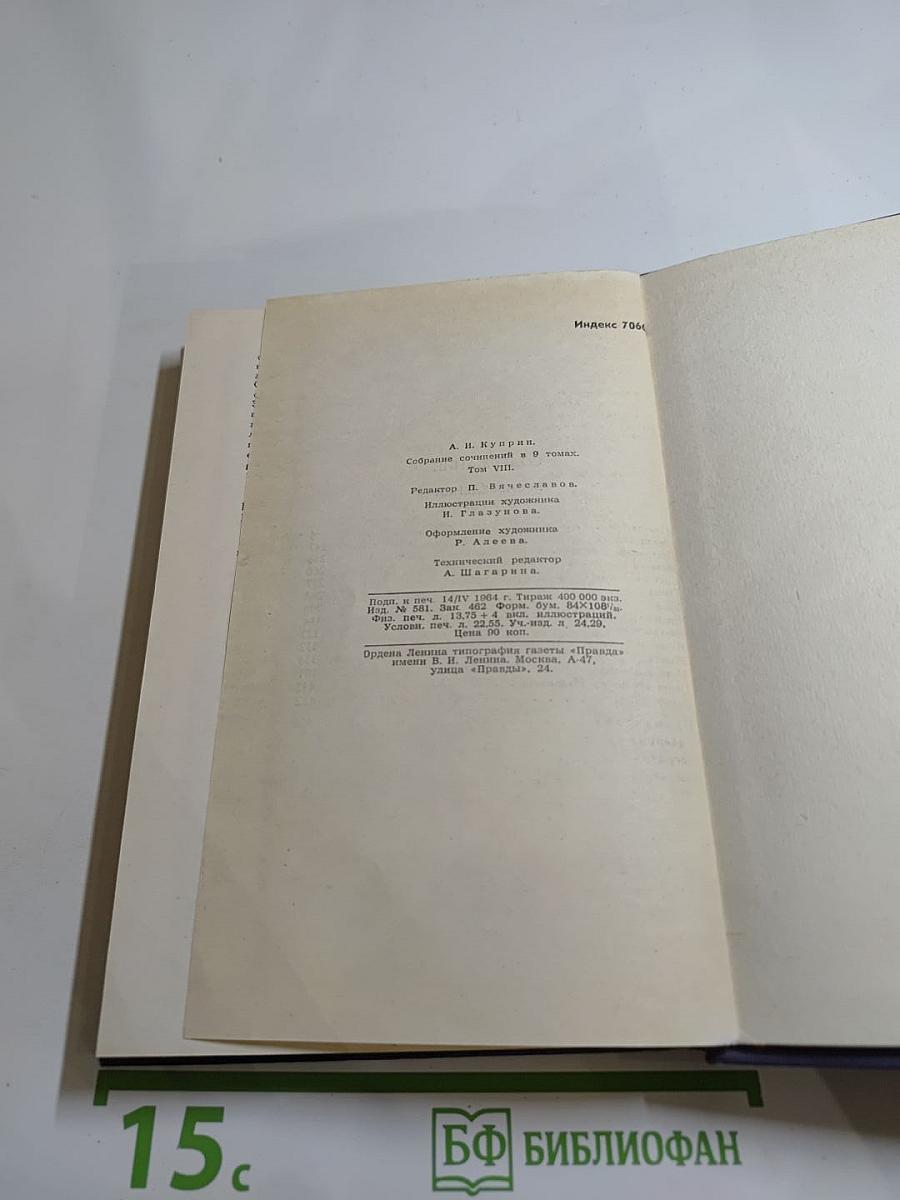 Индекс 706
А. И. Куприн.
Собрание сочинений в 9 томах.
Том VIII.
Редактор П. Вячеславов.
Иллюстрации художника
И. Глазунова.
Оформление художника
Р. Алеева.
Технический редактор
А. Шагарина.
Подп. к печ. 14/IV 1964 г. Тираж 400 000 экз.
Изд. № 581. Зак 462 Форм. бум. 84×108¹/₃₂.
Физ. печ. л. 13,75 + 4 вкл. иллюстраций.
Условн. печ. л. 22,55. Уч.-изд. л 24,29.
Цена 90 коп.
Ордена Ленина типография газеты «Правда»
имени В. И. Ленина. Москва, А-47,
улица «Правды», 24.
15 с
БФ БИБЛИОФАН